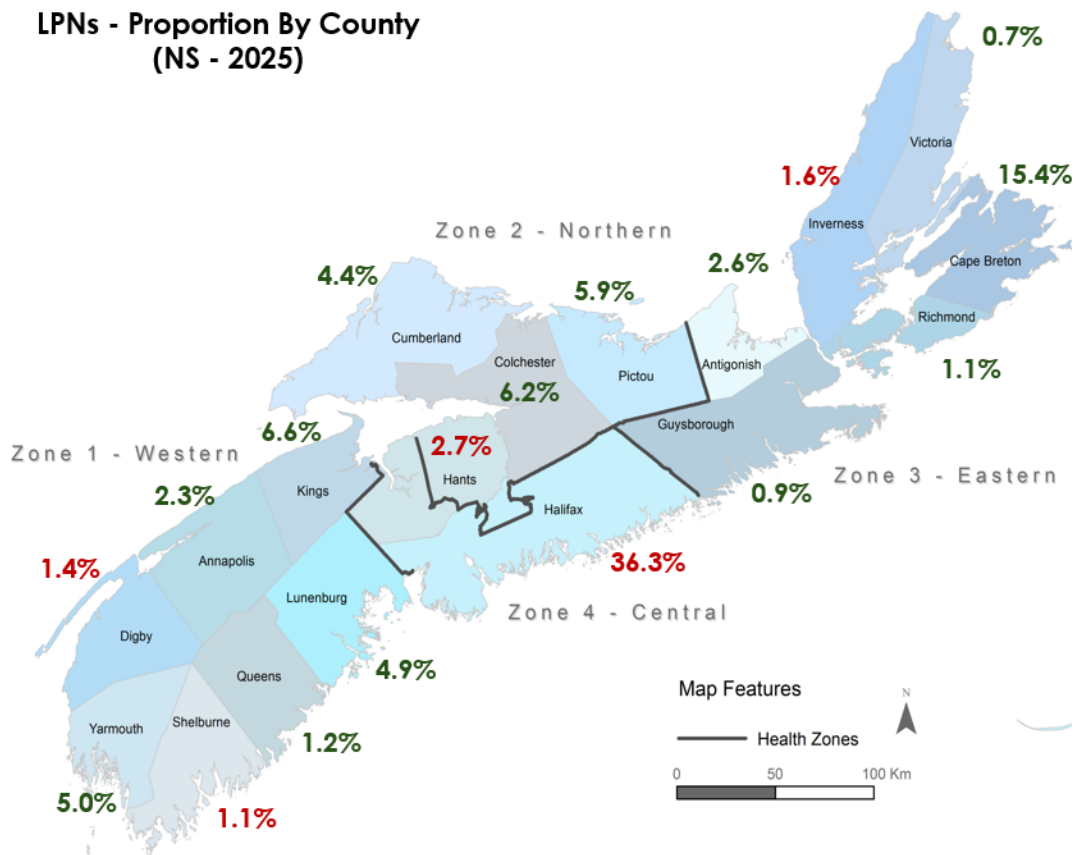 LPNs - Proportion By County
(NS - 2025)
0.7%
Victoria
1.6%
15.4%
Inverness
Zone 2 - Northern
Cape Breton
4.4%
5.9%
2.6%
Richmond
Cumberland
Colchester
Pictou
Antigonish
1.1%
6.2%
Guysborough
6.6%
Zone 1 - Western
2.7%
Zone 3 - Eastern
2.3%
Kings
Hants
0.9%
Halifax
1.4%
Annapolis
36.3%
Lunenburg
Zone 4 - Central
Digby
4.9%
Queens
Map Features
N
Yarmouth
Shelburne
1.2%
Health Zones
5.0%
1.1%
0 50 100 Km